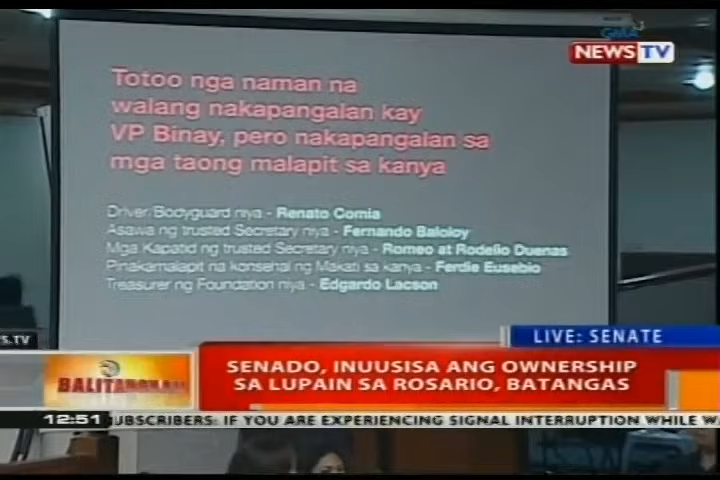 GMA
NEWSTV
Totoo nga naman na
walang nakapangalan kay
VP Binay, pero nakapangalan sa
mga taong malapit sa kanya
Driver/Bodyguard niya - Renato Comia
Asawa ng trusted Secretary niya - Fernando Baloloy
Mga Kapatid ng trusted Secretary niya - Romeo at Rodelio Duenas
Pinakamalapit na konsehal ng Makati sa kanya - Ferdie Eusebio
Treasurer ng Foundation niya - Edgardo Lacson
S.TV
LIVE: SENATE
BALITANGHALI
SENADO, INUUSISA ANG OWNERSHIP
SA LUPAIN SA ROSARIO, BATANGAS
12:51 UBSCRIBERS: IF YOU ARE EXPERIENCING SIGNAL INTERRUPTION WHILE WA